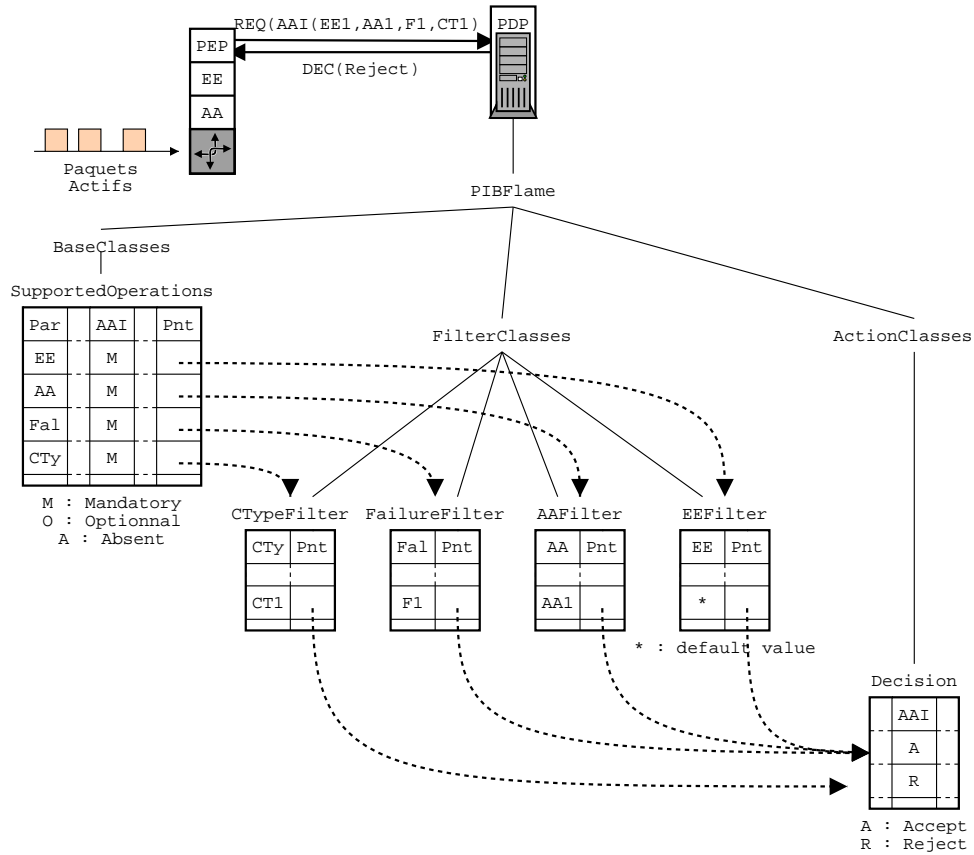 REQ(AAI(EE1,AA1,F1,CT1)
PDP
PEP
DEC(Reject)
EE
AA
Paquets
Actifs
PIBFlame
BaseClasses
SupportedOperations
Par AAI Pnt
EE M
AA M
Fal M
CTy M
M : Mandatory
O : Optionnal
A : Absent
FilterClasses
ActionClasses
CTypeFilter
CTy Pnt
CT1
FailureFilter
Fal Pnt
F1
AAFilter
AA Pnt
AA1
EEFilter
EE Pnt
*
* : default value
Decision
AAI
A
R
A : Accept
R : Reject